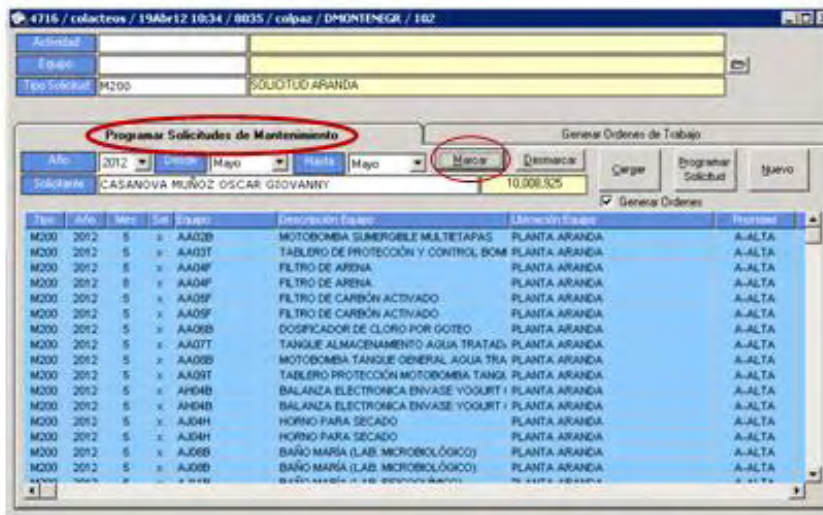 4716 / colacteos / 19Abr12 10:34 / 0035 / colpaz / DMONTENEGR / 102
Actividad
Equipo
Tipo Solicitud M200 SOLICITUD ARANDA
Programar Solicitudes de Mantenimiento Generar Ordenes de Trabajo
Año 2012 Desde Mayo Hasta Mayo Marcar Desmarcar Cargar Programar Solicitud Nuevo
Solicitante CASANOVA MUÑOZ OSCAR GIOVANNY 10,008,925
Generar Ordenes
Tipo Año Mes Sel Equipo Descripción Equipo Ubicación Equipo Prioridad
M200 2012 5 x AA02B MOTOBOMBA SUMERGIBLE MULTIETAPAS PLANTA ARANDA A-ALTA
M200 2012 5 x AA03T TABLERO DE PROTECCIÓN Y CONTROL BOMI PLANTA ARANDA A-ALTA
M200 2012 5 x AA04F FILTRO DE ARENA PLANTA ARANDA A-ALTA
M200 2012 5 x AA04F FILTRO DE ARENA PLANTA ARANDA A-ALTA
M200 2012 5 x AA05F FILTRO DE CARBÓN ACTIVADO PLANTA ARANDA A-ALTA
M200 2012 5 x AA05F FILTRO DE CARBÓN ACTIVADO PLANTA ARANDA A-ALTA
M200 2012 5 x AA06B DOSIFICADOR DE CLORO POR GOTEO PLANTA ARANDA A-ALTA
M200 2012 5 x AA07T TANQUE ALMACENAMIENTO AGUA TRATAD PLANTA ARANDA A-ALTA
M200 2012 5 x AA08B MOTOBOMBA TANQUE GENERAL AGUA TRA PLANTA ARANDA A-ALTA
M200 2012 5 x AA09T TABLERO PROTECCIÓN MOTOBOMBA TANQU PLANTA ARANDA A-ALTA
M200 2012 5 x AH04B BALANZA ELECTRONICA ENVASE YOGURT ( PLANTA ARANDA A-ALTA
M200 2012 5 x AH04B BALANZA ELECTRONICA ENVASE YOGURT ( PLANTA ARANDA A-ALTA
M200 2012 5 x AJ04H HORNO PARA SECADO PLANTA ARANDA A-ALTA
M200 2012 5 x AJ04H HORNO PARA SECADO PLANTA ARANDA A-ALTA
M200 2012 5 x AJ08B BAÑO MARÍA (LAB. MICROBIOLÓGICO) PLANTA ARANDA A-ALTA
M200 2012 5 x AJ08B BAÑO MARÍA (LAB. MICROBIOLÓGICO) PLANTA ARANDA A-ALTA